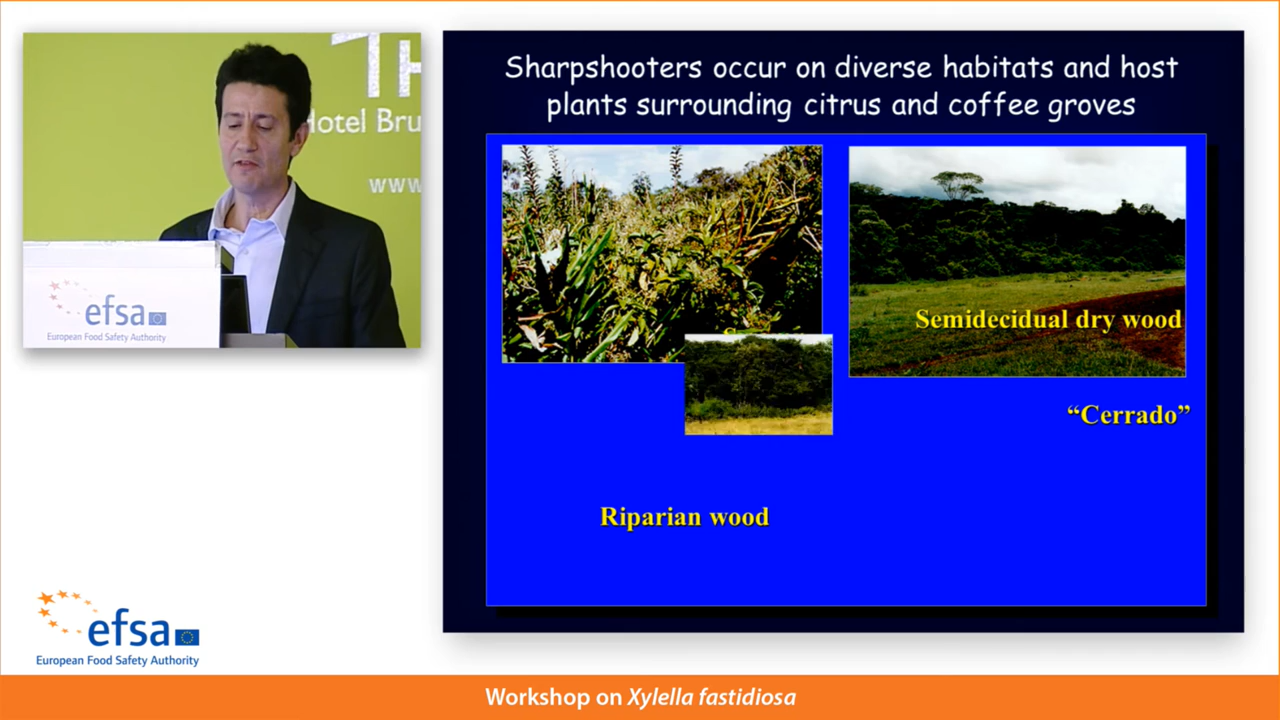 Hotel Bru
www
efsa
European Food Safety Authority
Sharpshooters occur on diverse habitats and host
plants surrounding citrus and coffee groves
Semidecidual dry wood
“Cerrado”
Riparian wood
efsa
European Food Safety Authority
Workshop on Xylella fastidiosa